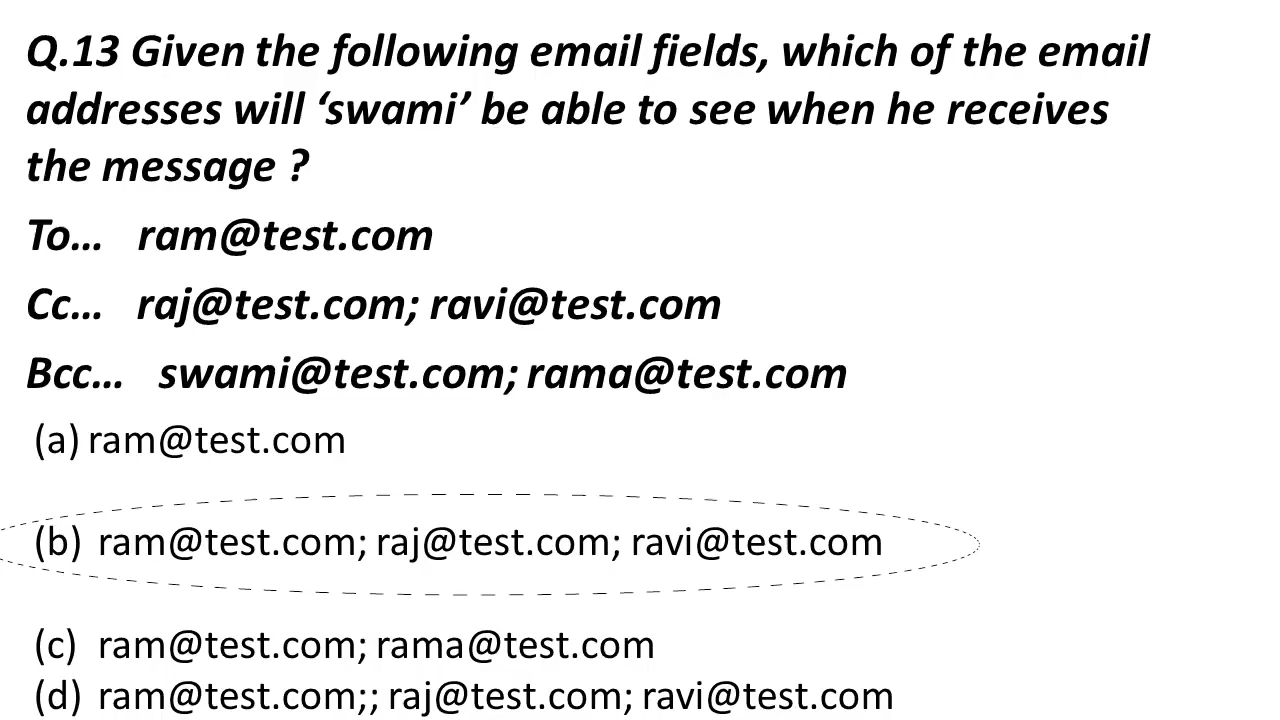 Q.13 Given the following email fields, which of the email
addresses will ‘swami’ be able to see when he receives
the message ?
To… ram@test.com
Cc… raj@test.com; ravi@test.com
Bcc… swami@test.com; rama@test.com
(a) ram@test.com
(b) ram@test.com; raj@test.com; ravi@test.com
(c) ram@test.com; rama@test.com
(d) ram@test.com;; raj@test.com; ravi@test.com